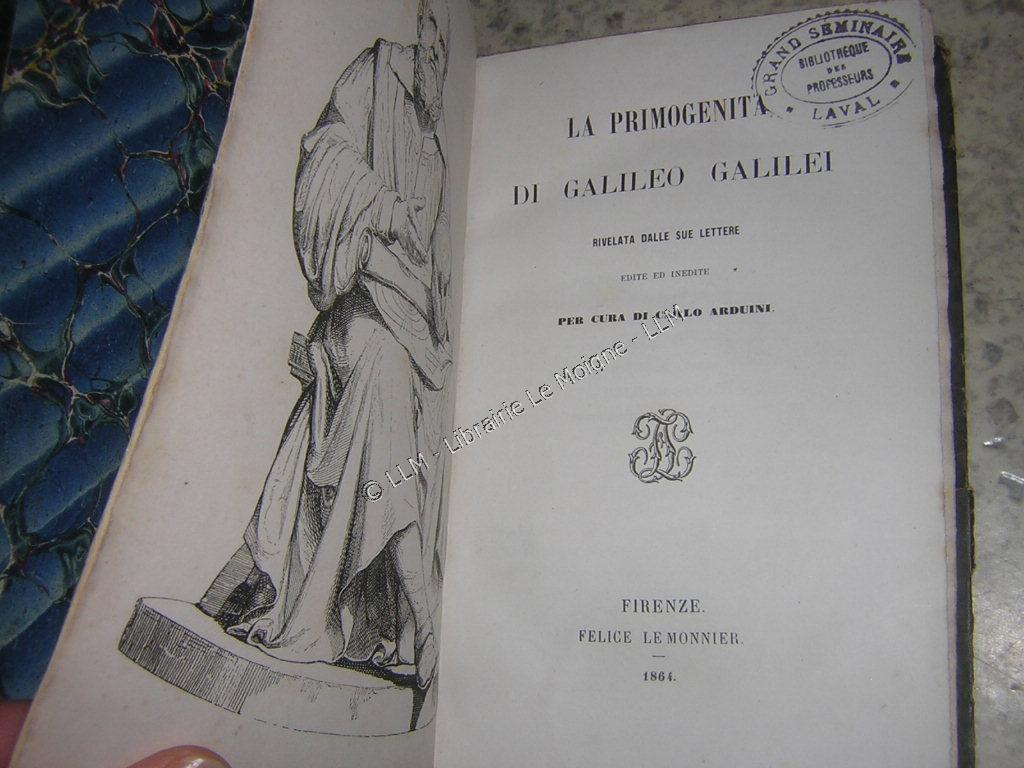 GRAND SEMINAIRE
BIBLIOTHÈQUE
DES
PROFESSEURS
* LAVAL *
LA PRIMOGENITA
DI GALILEO GALILEI
RIVELATA DALLE SUE LETTERE
EDITE ED INEDITE
PER CURA DI CARLO ARDUINI.
© LLM - Librairie Le Moigne - LLM
FIRENZE.
FELICE LE MONNIER.
1864.